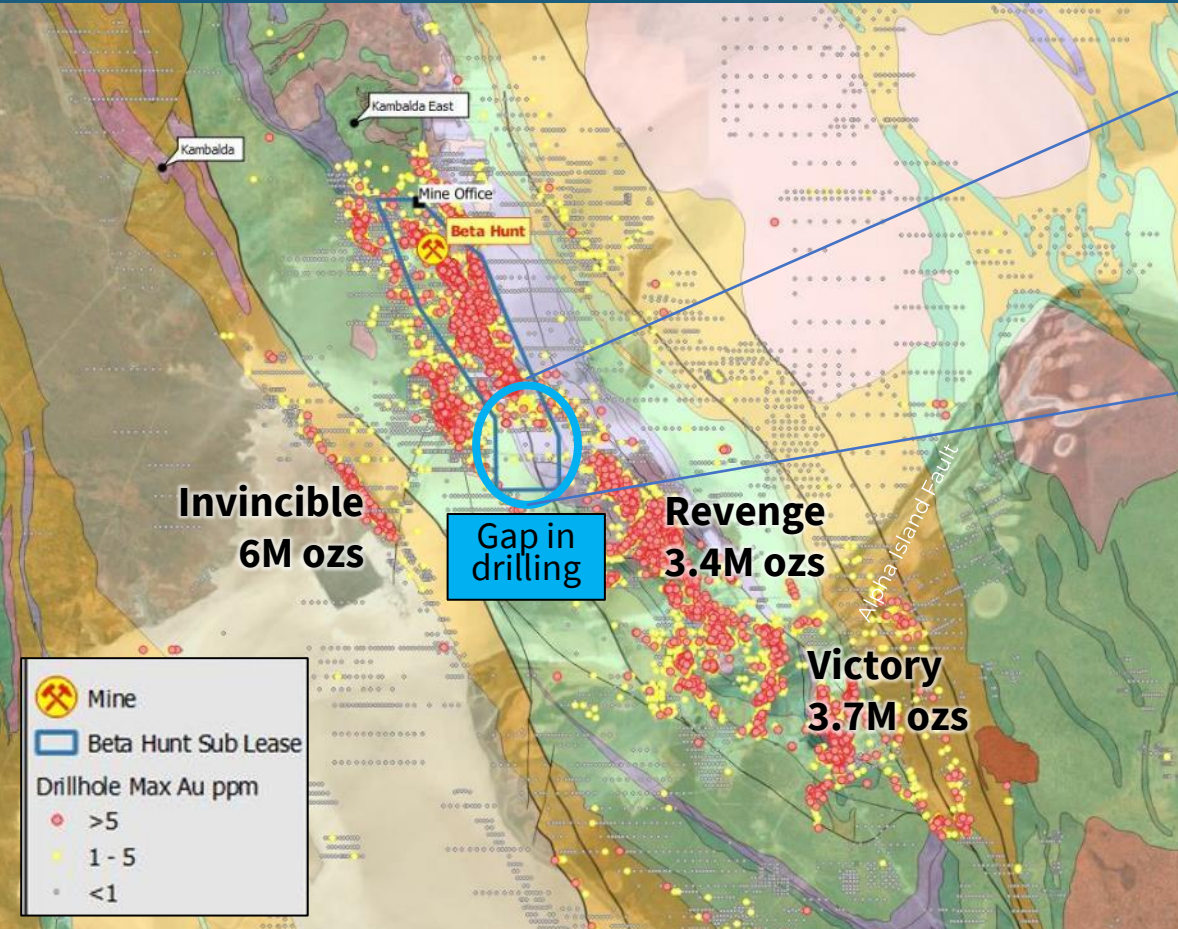 Kambalda East
Kambalda
Mine Office
Beta Hunt
Invincible
6M ozs
Gap in
drilling
Revenge
3.4M ozs
Alpha Island Fault
Victory
3.7M ozs
Mine
Beta Hunt Sub Lease
Drillhole Max Au ppm
>5
1 - 5
<1